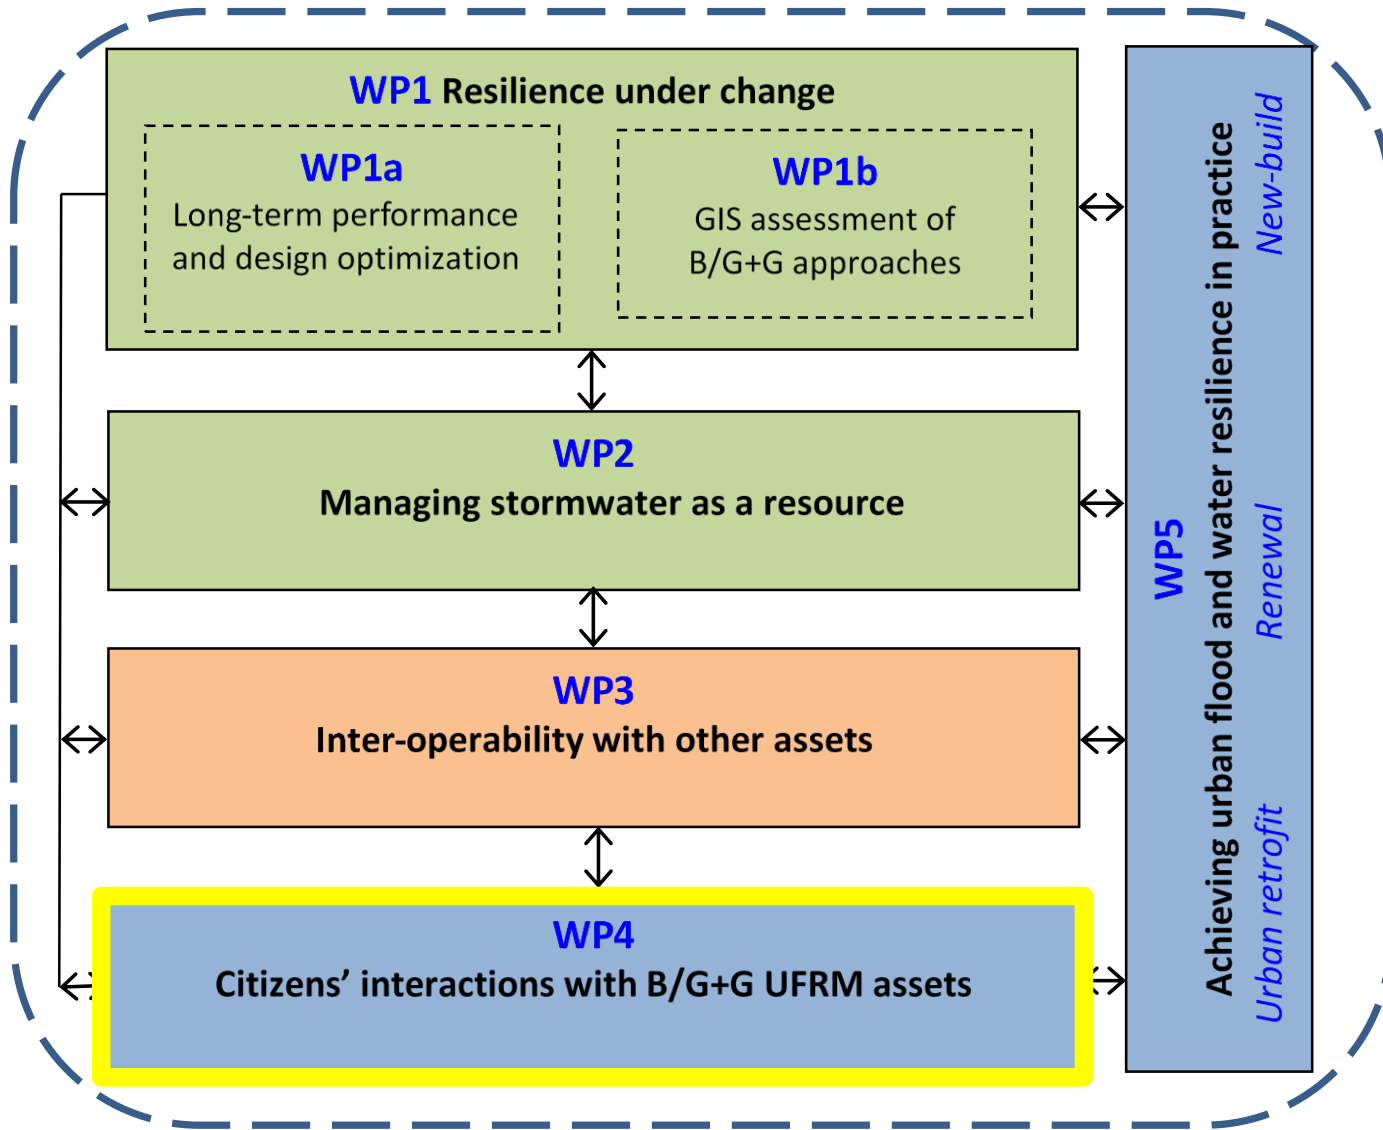 WP1 Resilience under change
WP1a
Long-term performance
and design optimization
WP1b
GIS assessment of
B/G+G approaches
WP2
Managing stormwater as a resource
WP3
Inter-operability with other assets
WP4
Citizens’ interactions with B/G+G UFRM assets
WP5
Achieving urban flood and water resilience in practice
Urban retrofit Renewal New-build